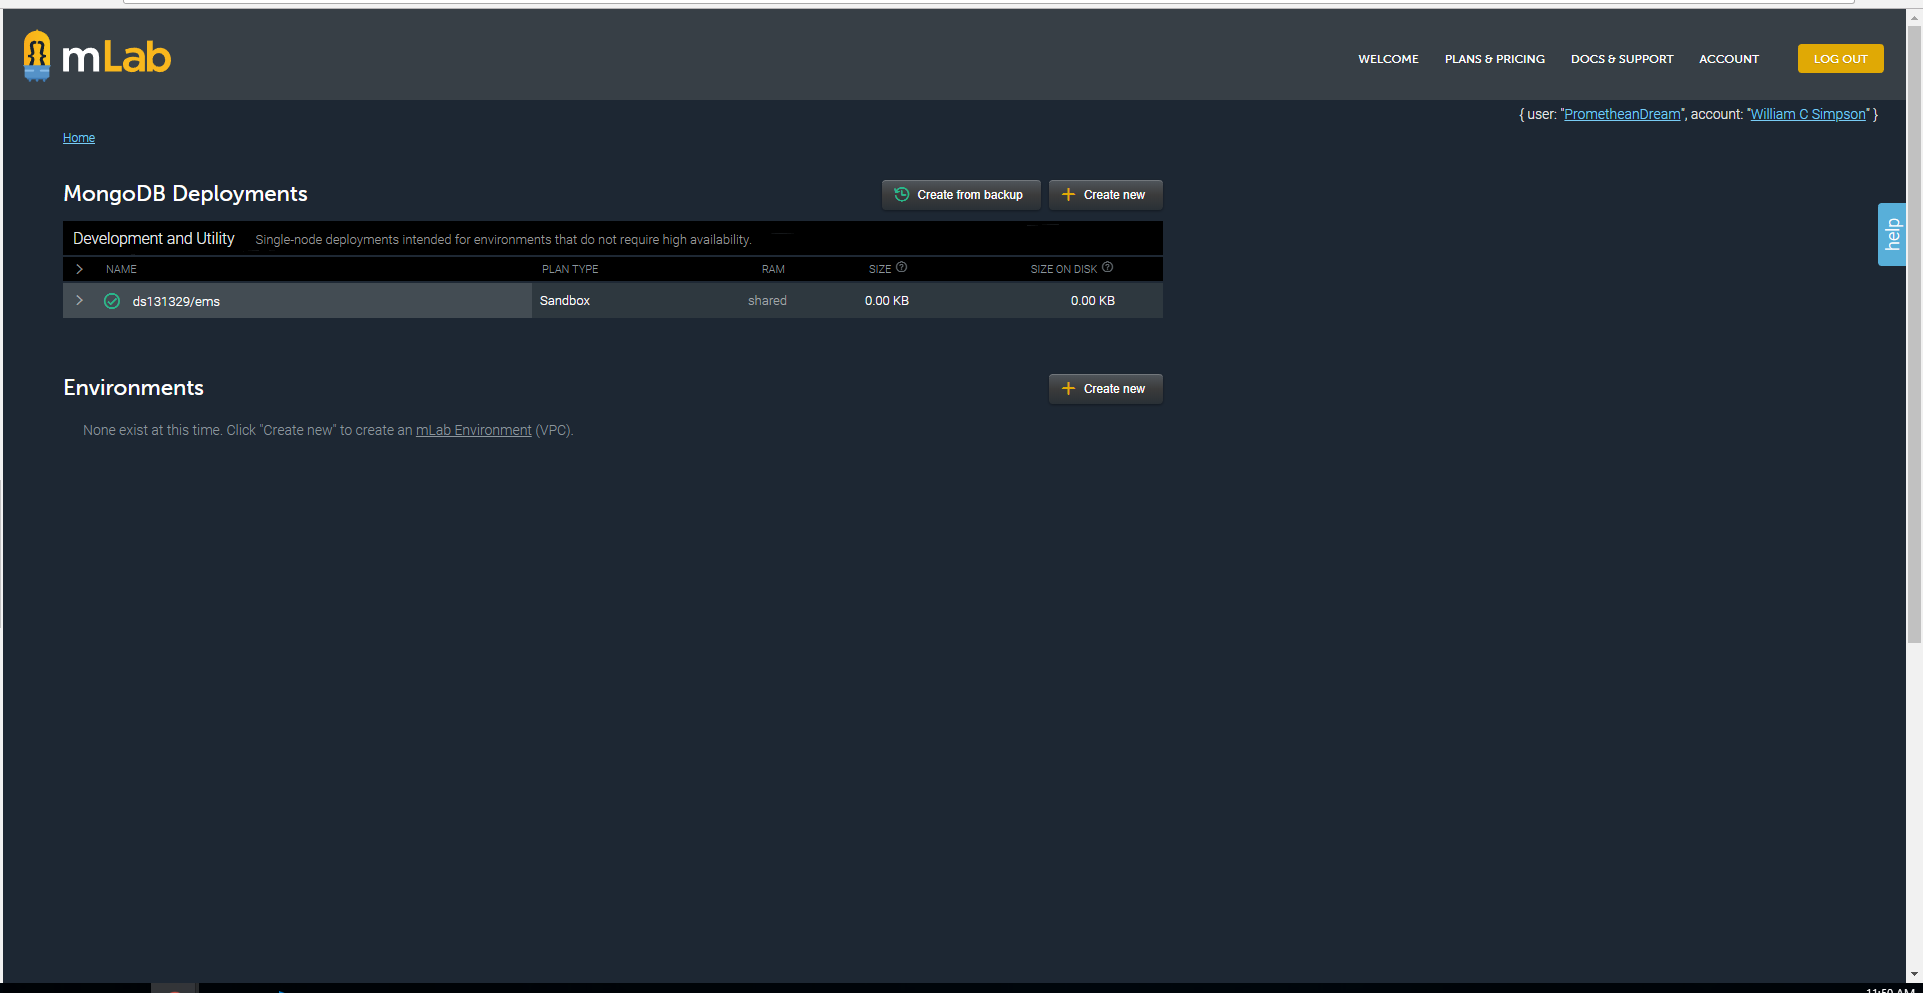 mLab
WELCOME PLANS & PRICING DOCS & SUPPORT ACCOUNT LOG OUT
{ user: "PrometheanDream", account: "William C Simpson" }
Home
MongoDB Deployments Create from backup Create new
help
Development and Utility Single-node deployments intended for environments that do not require high availability.
NAME PLAN TYPE RAM SIZE SIZE ON DISK
ds131329/ems Sandbox shared 0.00 KB 0.00 KB
Environments Create new
None exist at this time. Click "Create new" to create an mLab Environment (VPC).
11:50 AM